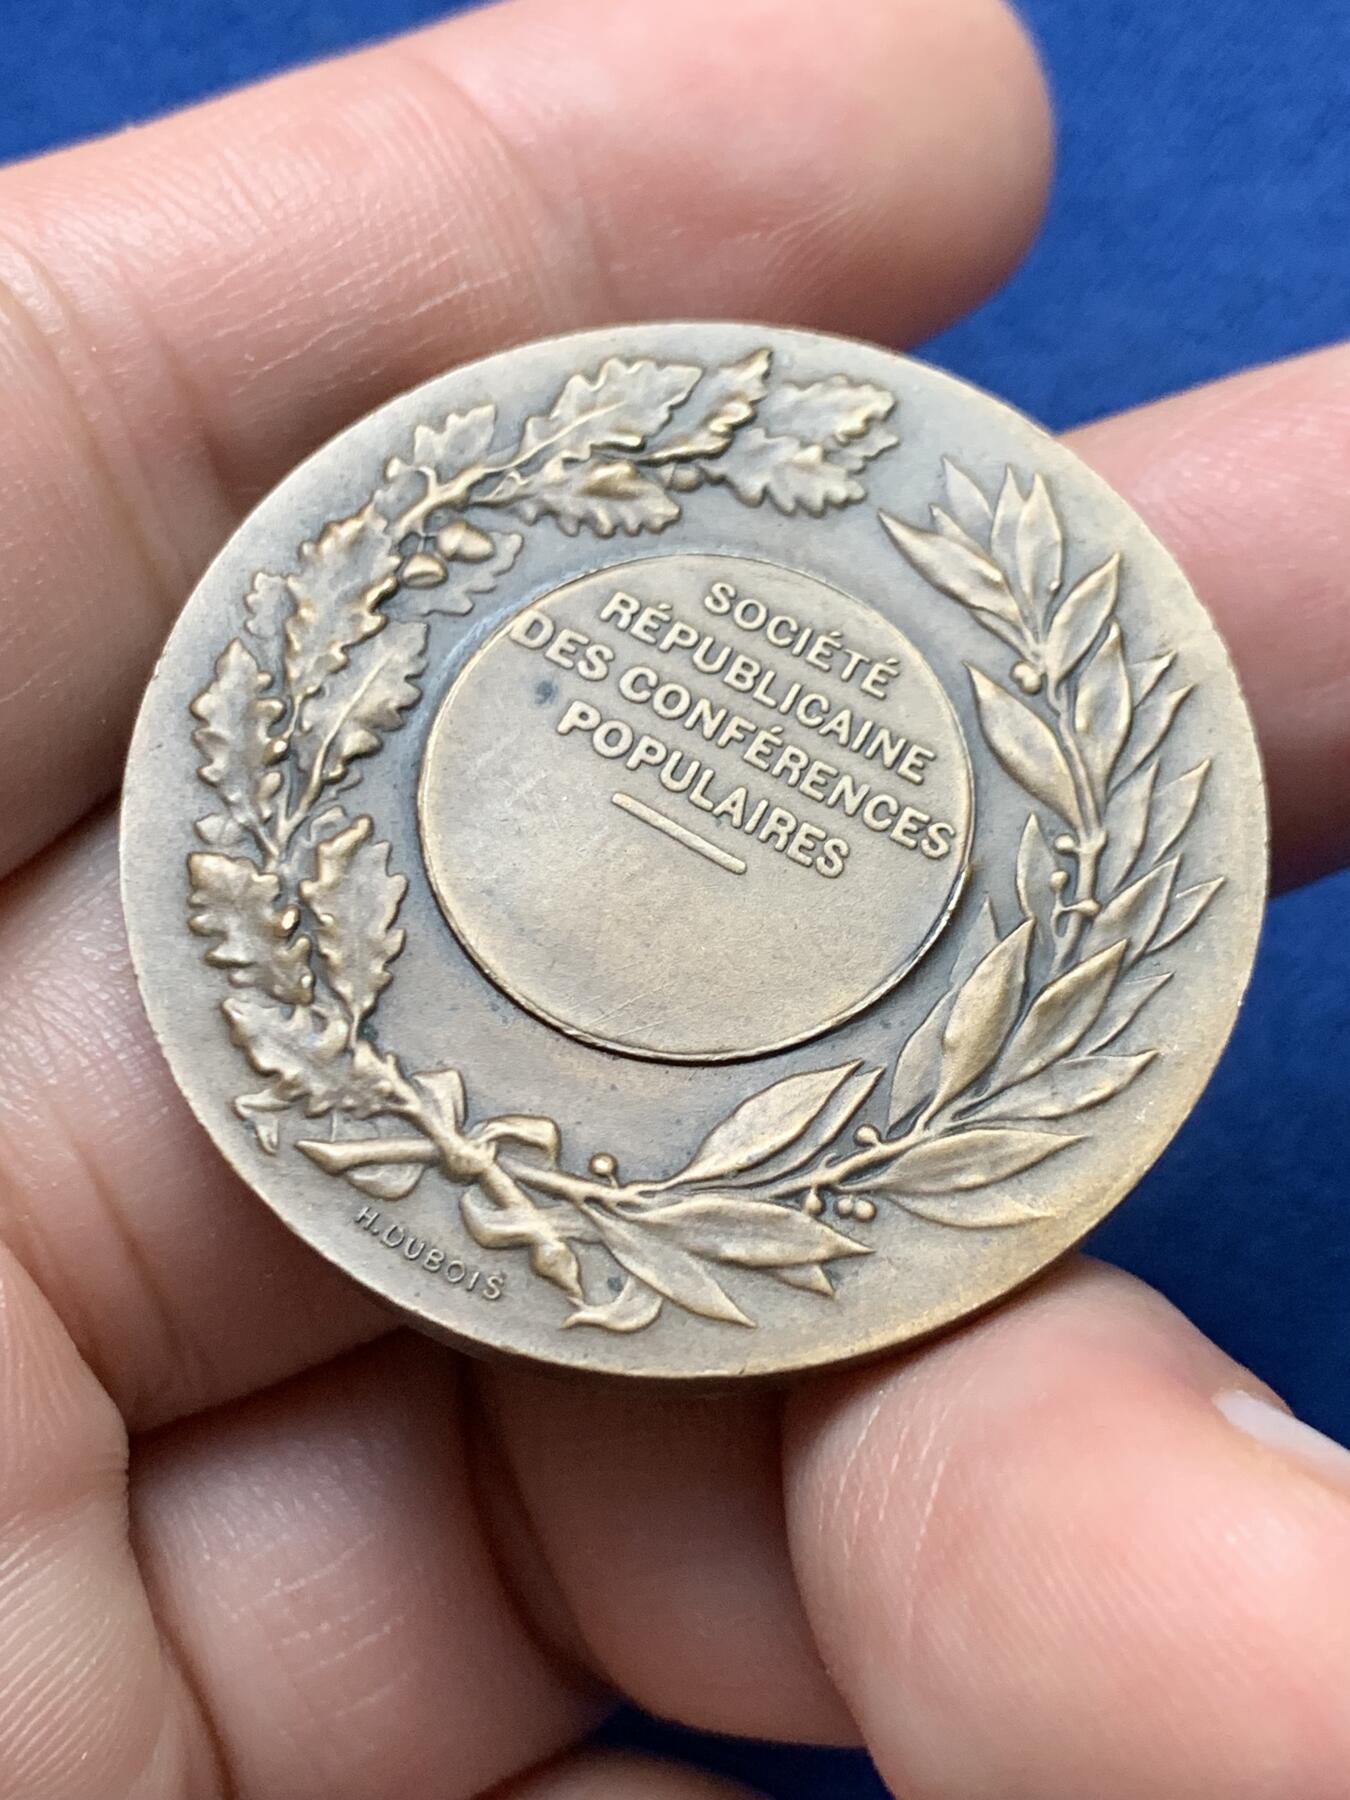 SOCIÉTÉ
RÉPUBLICAINE
DES CONFÉRENCES
POPULAIRES
H. DUBOIS